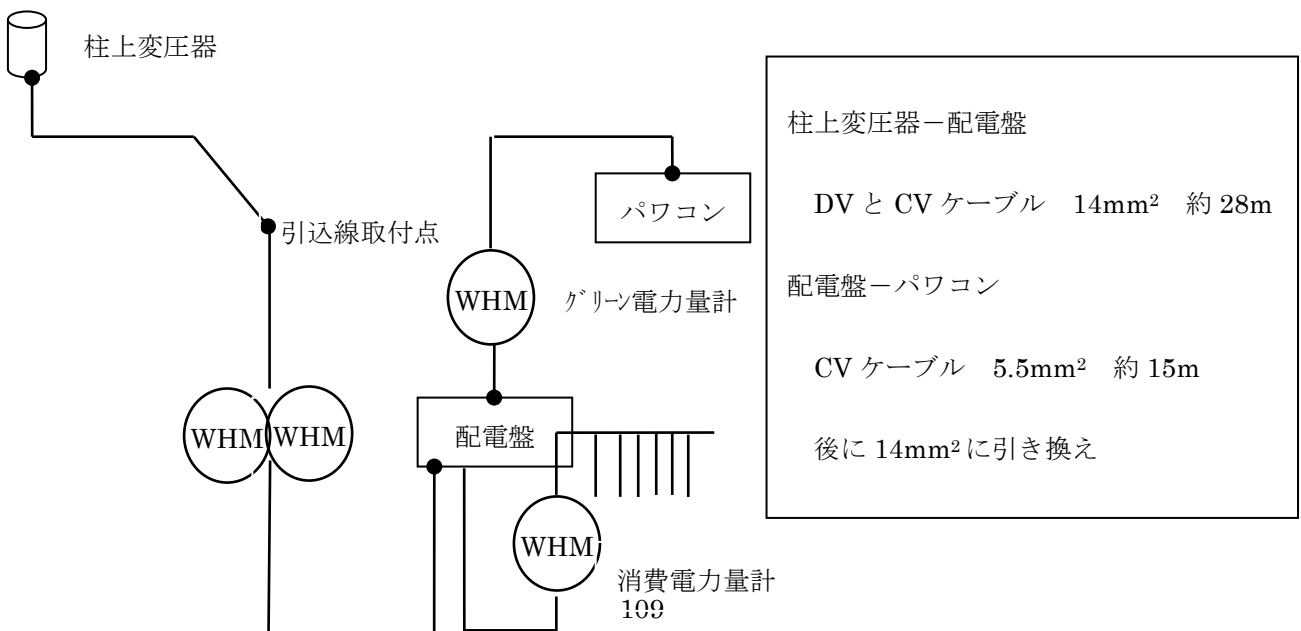 柱上変圧器
引込線取付点
パワコン
WHM
グリーン電力量計
WHM
WHM
配電盤
WHM
消費電力量計
109
柱上変圧器－配電盤
DV と CV ケーブル 14mm² 約 28m
配電盤－パワコン
CV ケーブル 5.5mm² 約 15m
後に 14mm² に引き換え